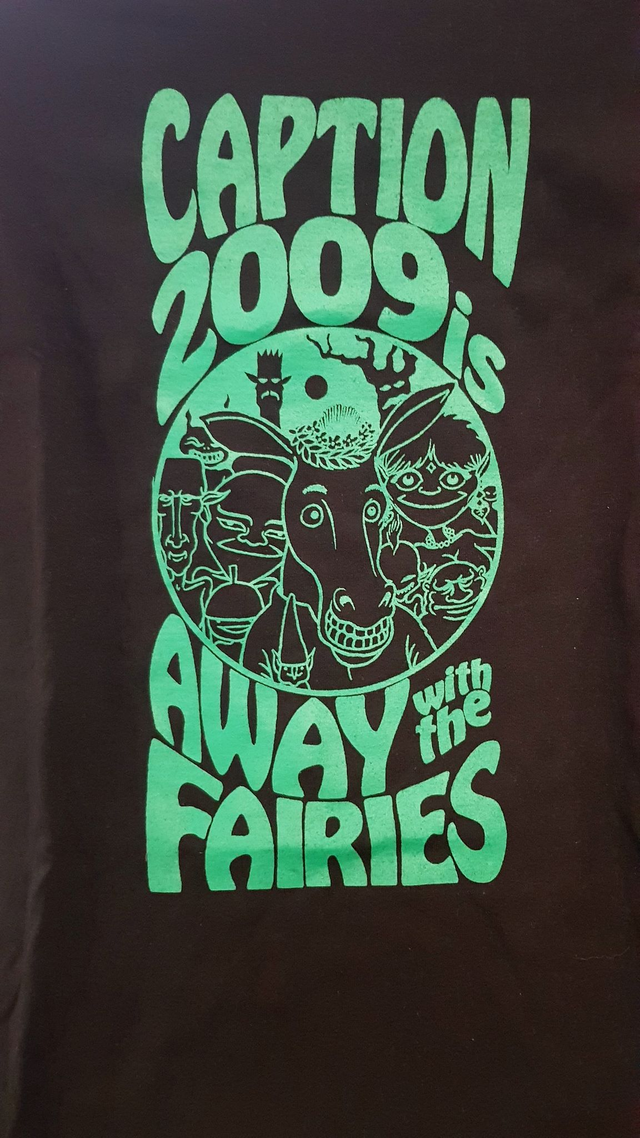 CAPTION
2009 is
AWAY with
the
FAIRIES